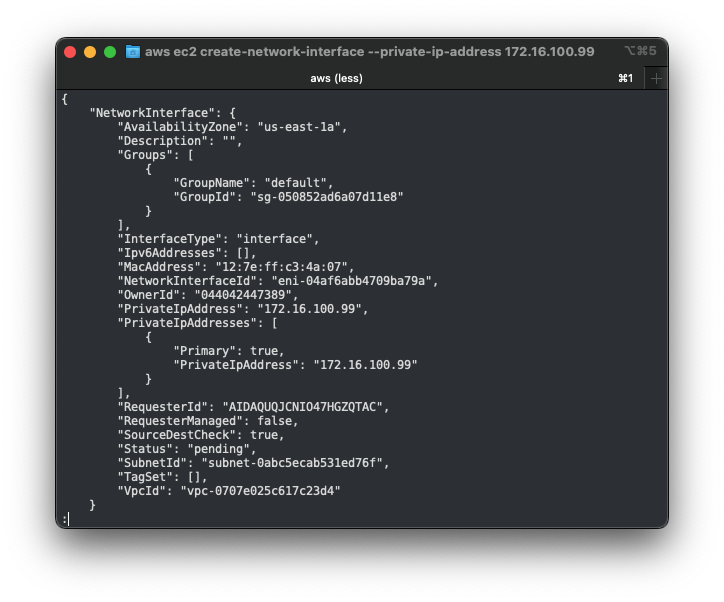 aws ec2 create-network-interface --private-ip-address 172.16.100.99 ⌥⌘5
aws (less) ⌘1 +
{
    "NetworkInterface": {
        "AvailabilityZone": "us-east-1a",
        "Description": "",
        "Groups": [
            {
                "GroupName": "default",
                "GroupId": "sg-050852ad6a07d11e8"
            }
        ],
        "InterfaceType": "interface",
        "Ipv6Addresses": [],
        "MacAddress": "12:7e:ff:c3:4a:07",
        "NetworkInterfaceId": "eni-04af6abb4709ba79a",
        "OwnerId": "044042447389",
        "PrivateIpAddress": "172.16.100.99",
        "PrivateIpAddresses": [
            {
                "Primary": true,
                "PrivateIpAddress": "172.16.100.99"
            }
        ],
        "RequesterId": "AIDAQUQJCNIO47HGZQTAC",
        "RequesterManaged": false,
        "SourceDestCheck": true,
        "Status": "pending",
        "SubnetId": "subnet-0abc5ecab531ed76f",
        "TagSet": [],
        "VpcId": "vpc-0707e025c617c23d4"
    }
: